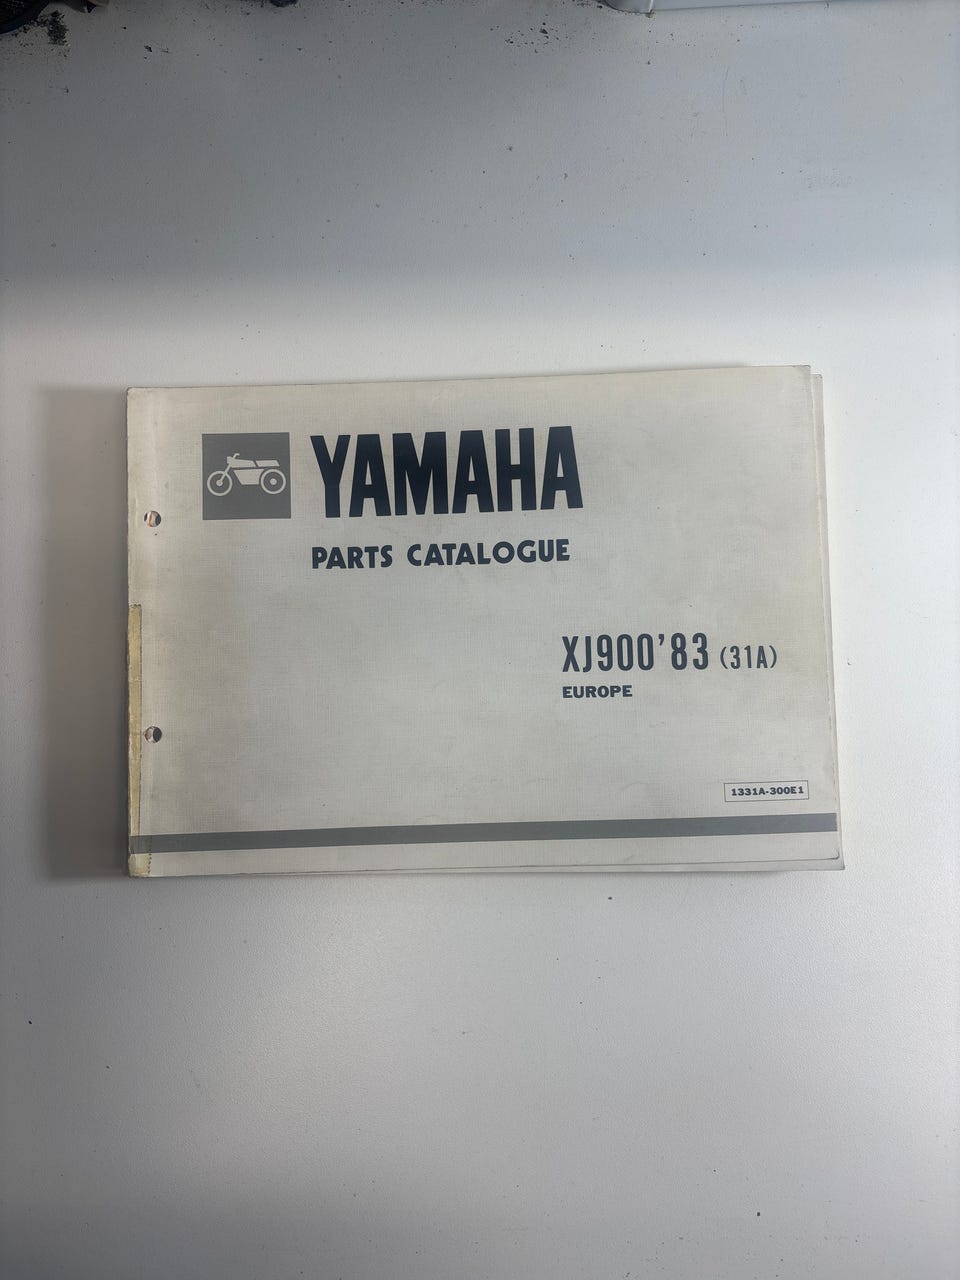 YAMAHA
PARTS CATALOGUE
XJ900'83 (31A)
EUROPE
1331A-300E1